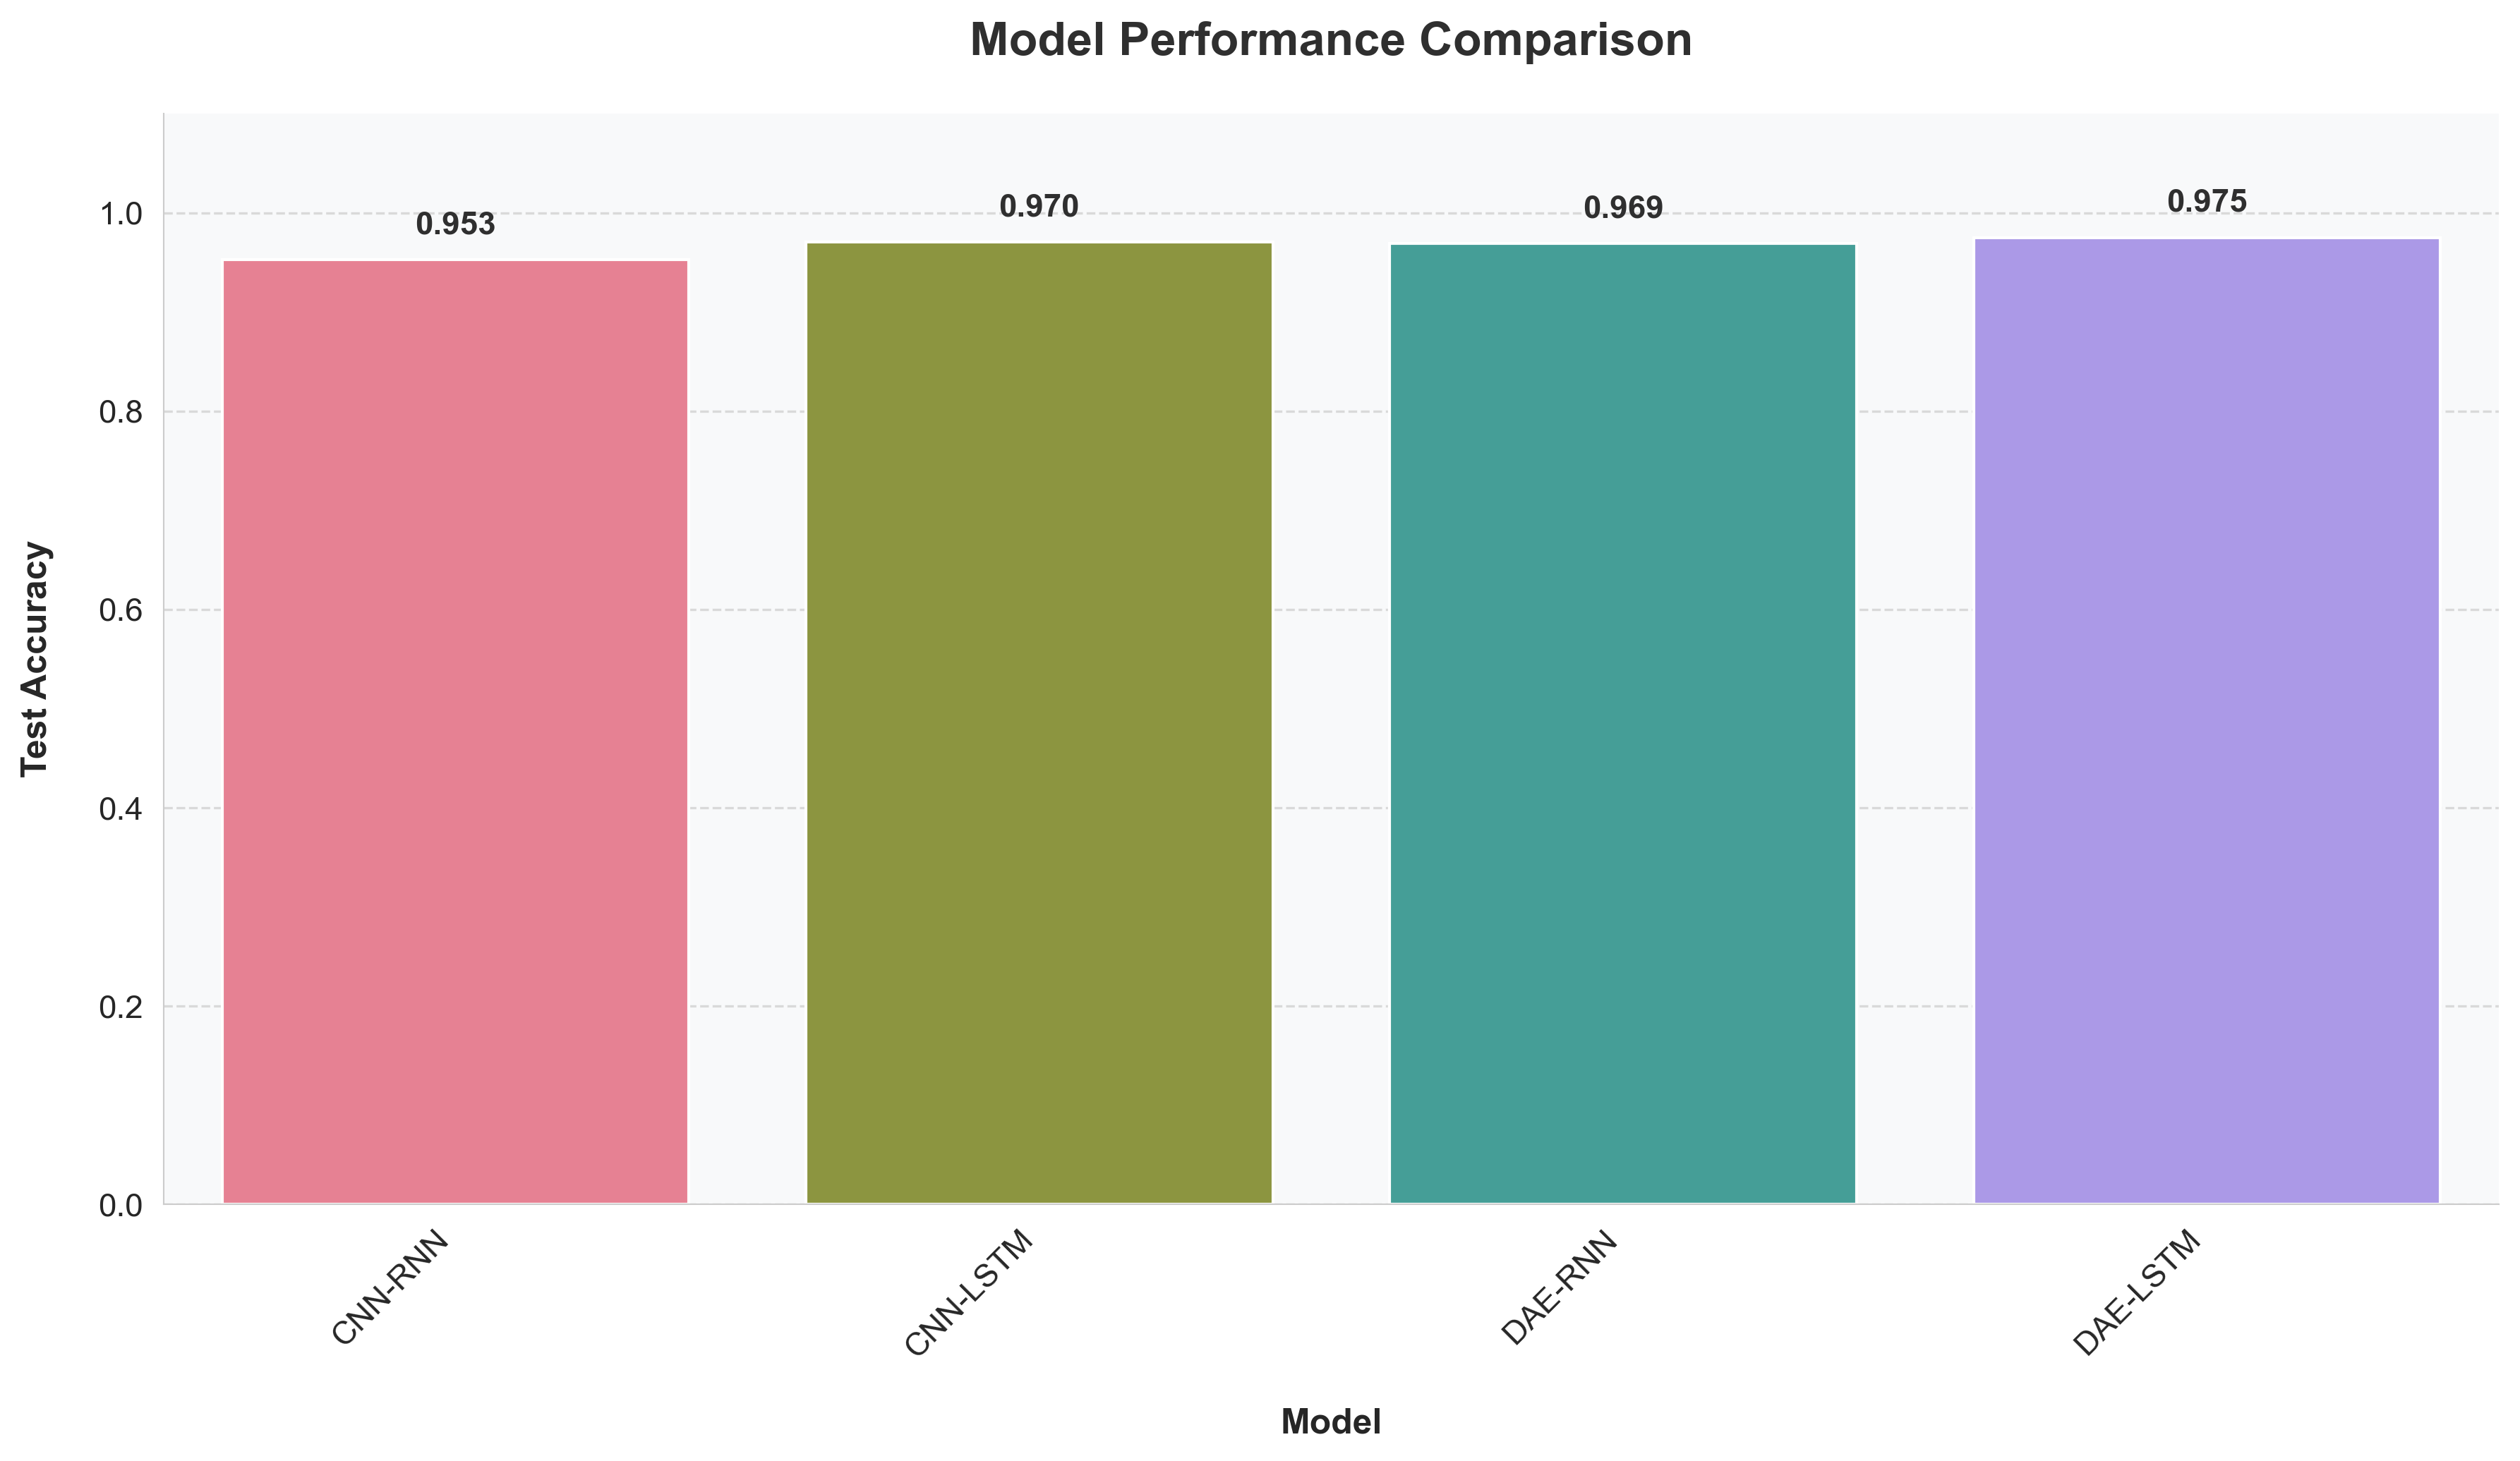 Model Performance Comparison
0.953
0.970
0.969
0.975
1.0
0.8
0.6
0.4
0.2
0.0
Test Accuracy
CNN-RNN
CNN-LSTM
DAE-RNN
DAE-LSTM
Model